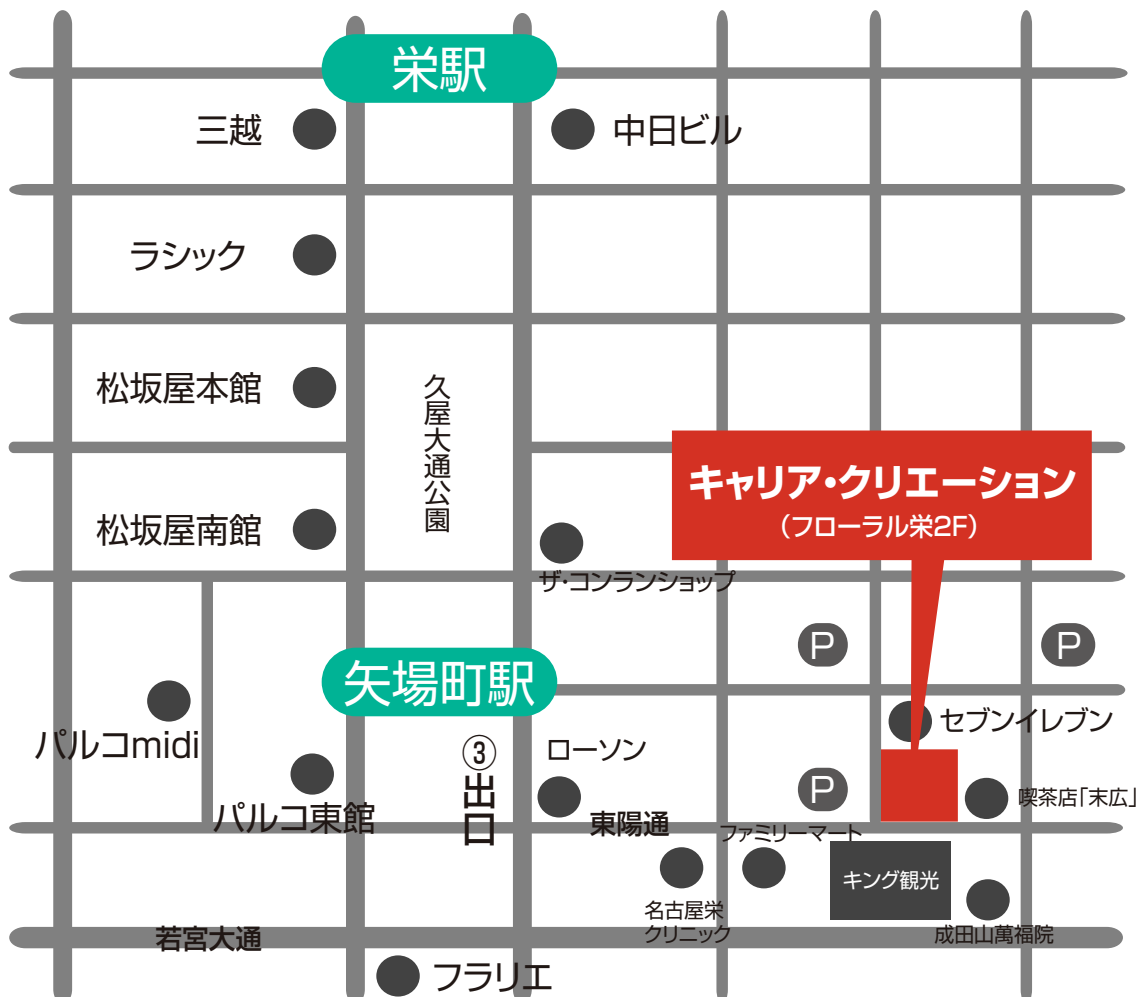 栄駅
三越
中日ビル
ラシック
松坂屋本館
久屋大通公園
キャリア・クリエーション
(フローラル栄2F)
松坂屋南館
ザ・コンランショップ
P
P
矢場町駅
パルコmidi
セブンイレブン
③出口
ローソン
P
喫茶店「末広」
パルコ東館
東陽通
ファミリーマート
キング観光
名古屋栄
クリニック
成田山萬福院
若宮大通
フラリエ